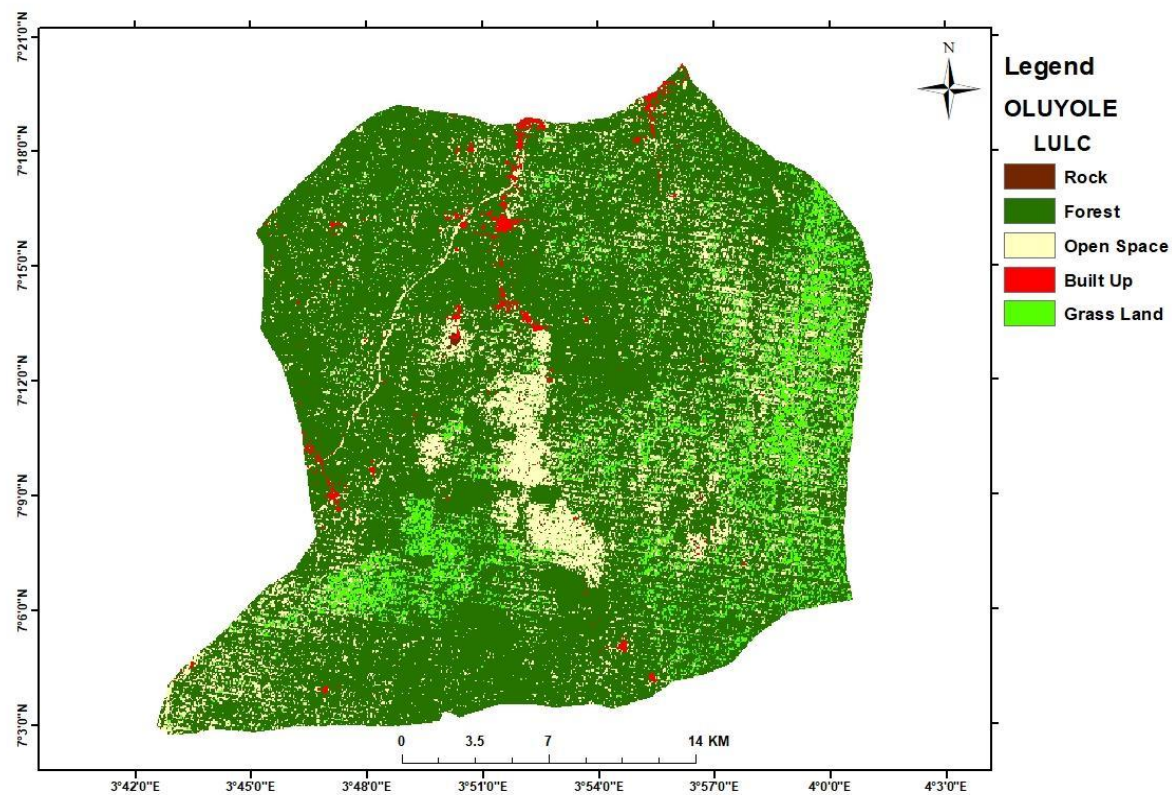 7°21'0"N
7°18'0"N
7°15'0"N
7°12'0"N
7°9'0"N
7°6'0"N
7°3'0"N
N
Legend
OLUYOLE
LULC
Rock
Forest
Open Space
Built Up
Grass Land
0 3.5 7 14 KM
3°42'0"E 3°45'0"E 3°48'0"E 3°51'0"E 3°54'0"E 3°57'0"E 4°0'0"E 4°3'0"E